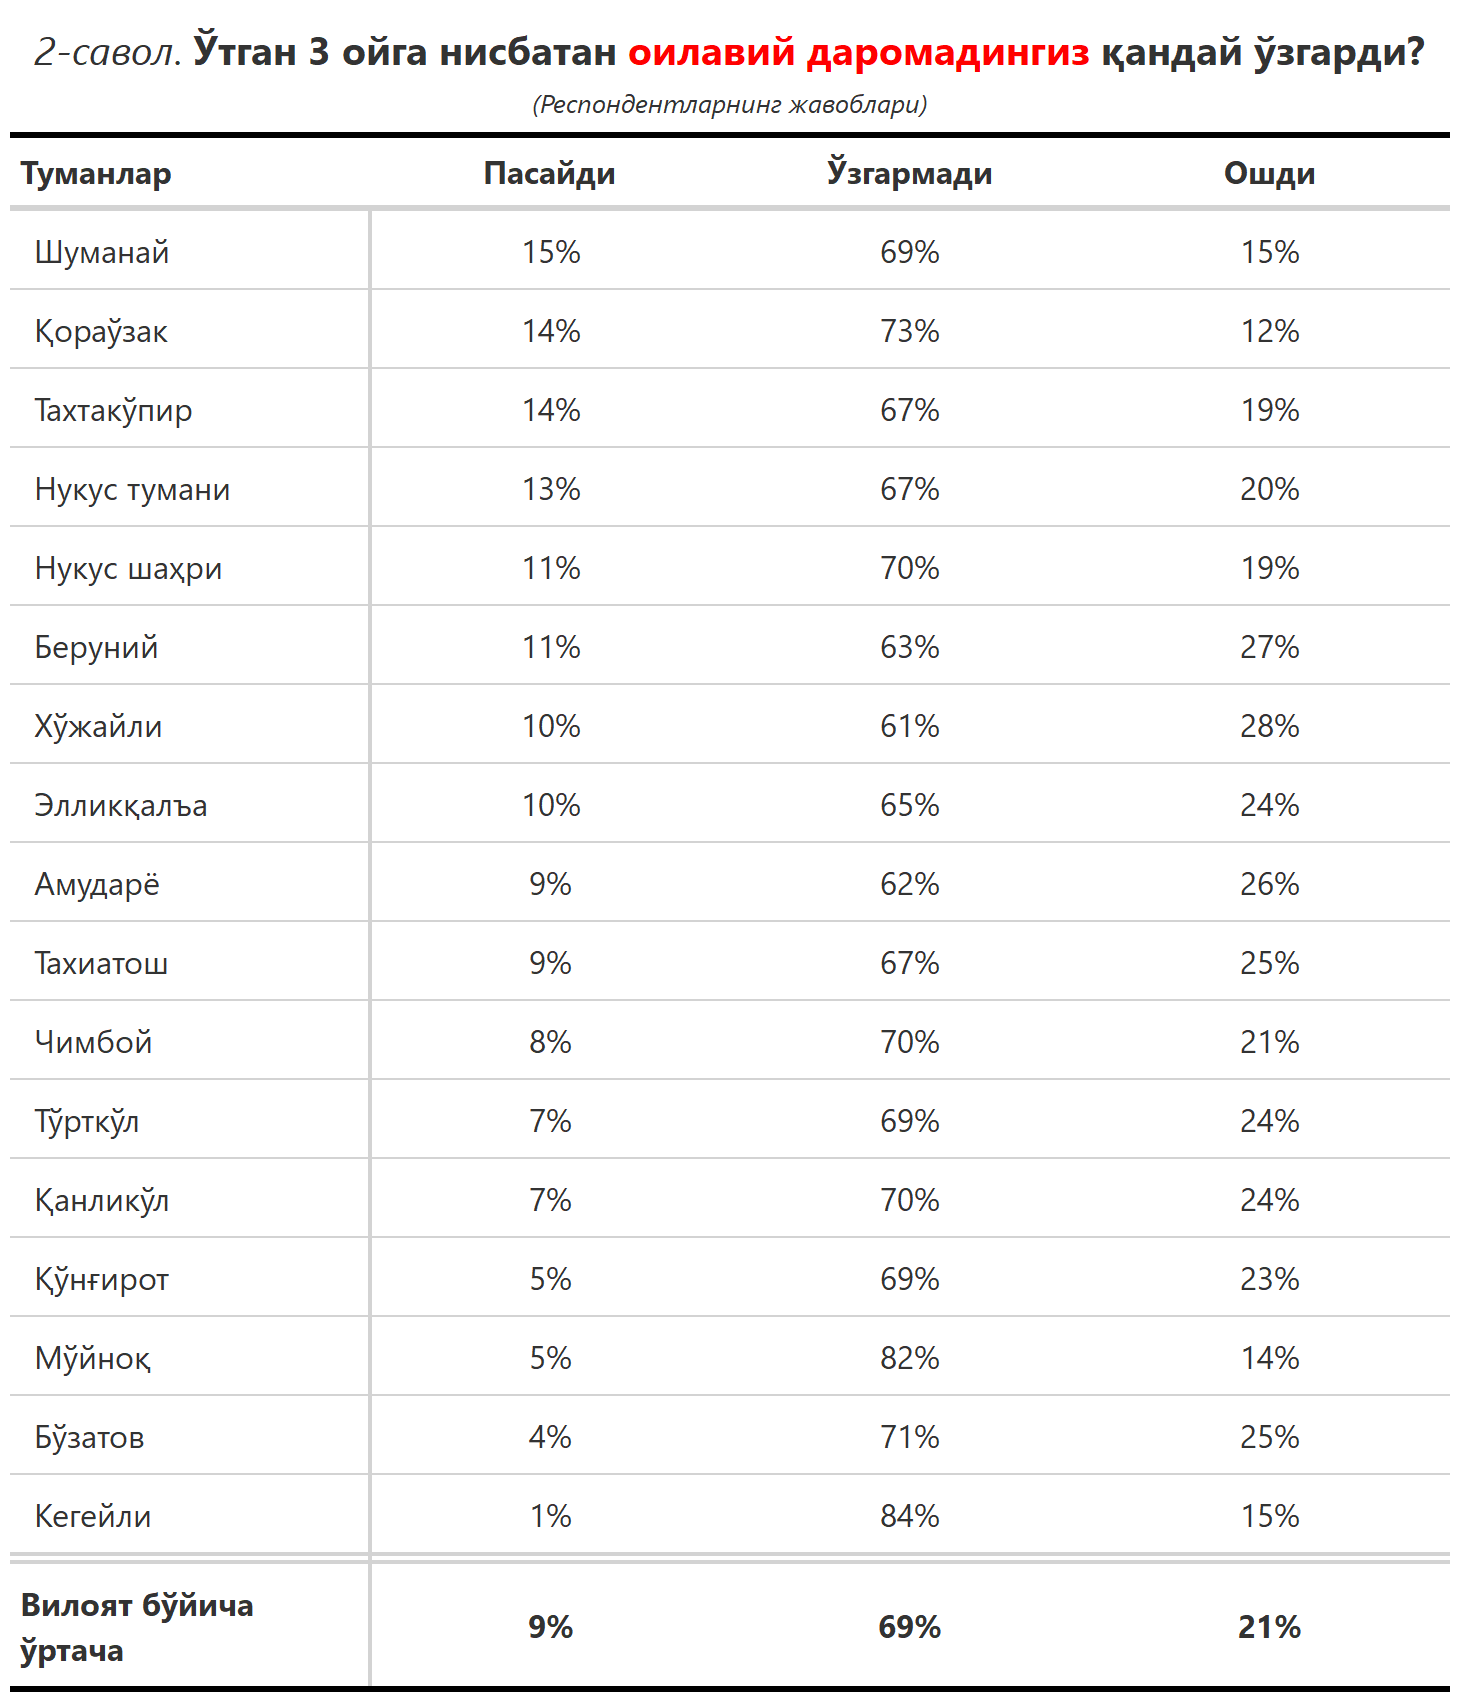 2-савол. Ўтган 3 ойга нисбатан оилавий даромадингиз қандай ўзгарди?
(Респондентларнинг жавоблари)
Туманлар Пасайди Ўзгармади Ошди
Шуманай 15% 69% 15%
Қораўзак 14% 73% 12%
Тахтакўпир 14% 67% 19%
Нукус тумани 13% 67% 20%
Нукус шаҳри 11% 70% 19%
Беруний 11% 63% 27%
Хўжайли 10% 61% 28%
Элликқалъа 10% 65% 24%
Амударё 9% 62% 26%
Тахиатош 9% 67% 25%
Чимбой 8% 70% 21%
Тўрткўл 7% 69% 24%
Қанликўл 7% 70% 24%
Қўнғирот 5% 69% 23%
Мўйноқ 5% 82% 14%
Бўзатов 4% 71% 25%
Кегейли 1% 84% 15%
Вилоят бўйича
ўртача 9% 69% 21%